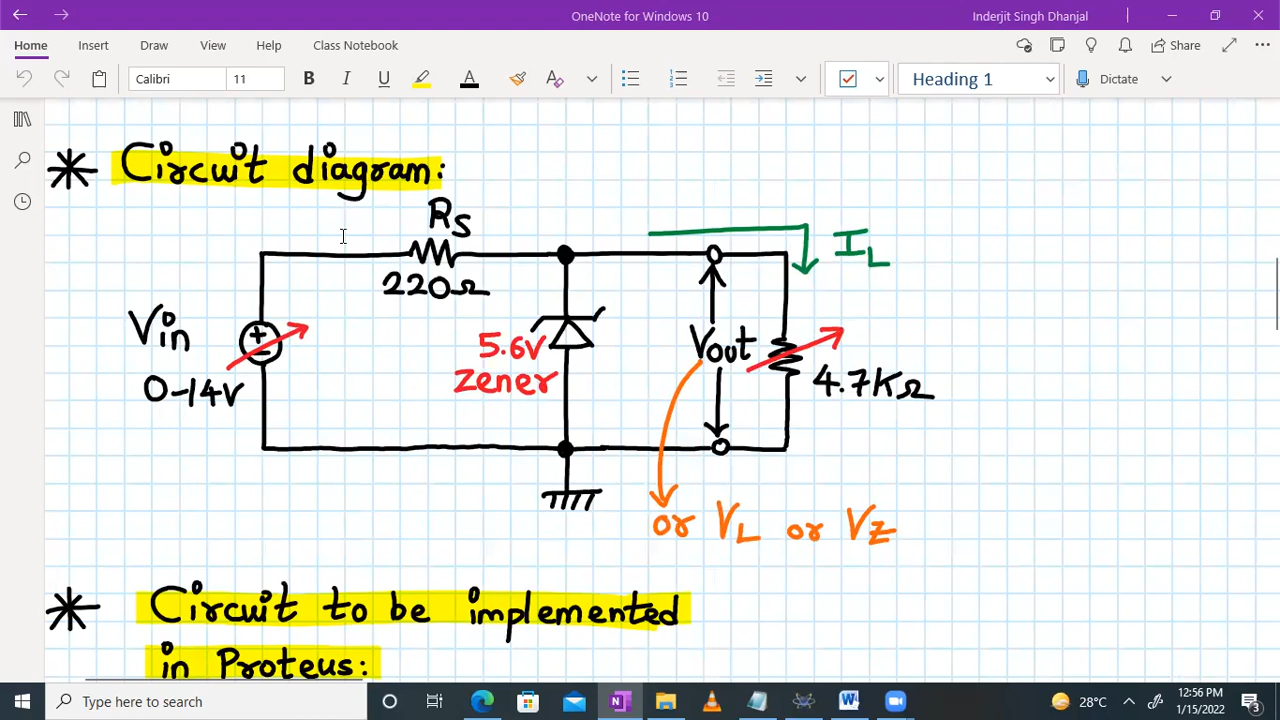 OneNote for Windows 10
Inderjit Singh Dhanjal
Home Insert Draw View Help Class Notebook
Share
Calibri 11 B I U A A Heading 1 Dictate
Circuit diagram:
RS
220Ω
IL
Vin
0-14V
5.6V
Zener
Vout
4.7KΩ
or VL or VZ
Circuit to be implemented
in Proteus:
Type here to search
28°C
12:56 PM
1/15/2022
3